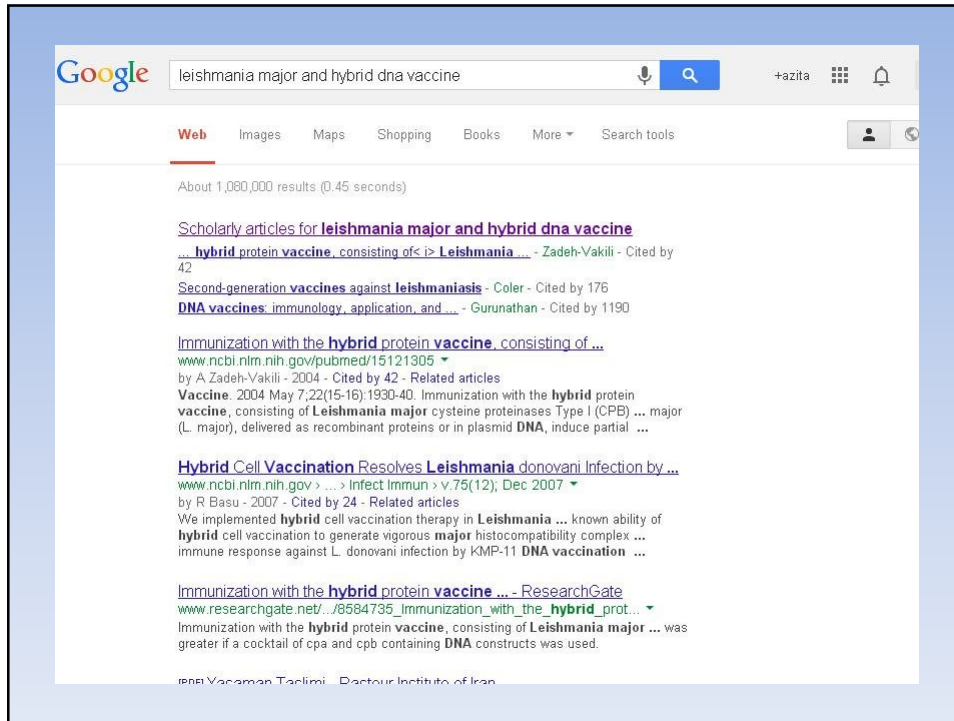 Google leishmania major and hybrid dna vaccine +azita
Web Images Maps Shopping Books More Search tools
About 1,080,000 results (0.45 seconds)
Scholarly articles for leishmania major and hybrid dna vaccine
... hybrid protein vaccine, consisting of< i> Leishmania ... - Zadeh-Vakili - Cited by
42
Second-generation vaccines against leishmaniasis - Coler - Cited by 176
DNA vaccines: immunology, application, and ... - Gurunathan - Cited by 1190
Immunization with the hybrid protein vaccine, consisting of ...
www.ncbi.nlm.nih.gov/pubmed/15121305
by A Zadeh-Vakili - 2004 - Cited by 42 - Related articles
Vaccine. 2004 May 7;22(15-16):1930-40. Immunization with the hybrid protein
vaccine, consisting of Leishmania major cysteine proteinases Type I (CPB) ... major
(L. major), delivered as recombinant proteins or in plasmid DNA, induce partial ...
Hybrid Cell Vaccination Resolves Leishmania donovani Infection by ...
www.ncbi.nlm.nih.gov › ... › Infect Immun › v.75(12); Dec 2007
by R Basu - 2007 - Cited by 24 - Related articles
We implemented hybrid cell vaccination therapy in Leishmania ... known ability of
hybrid cell vaccination to generate vigorous major histocompatibility complex ...
immune response against L. donovani infection by KMP-11 DNA vaccination ...
Immunization with the hybrid protein vaccine ... - ResearchGate
www.researchgate.net/.../8584735_Immunization_with_the_hybrid_prot...
Immunization with the hybrid protein vaccine, consisting of Leishmania major ... was
greater if a cocktail of cpa and cpb containing DNA constructs was used.
[PDF] Yasaman Taslimi - Pasteur Institute of Iran